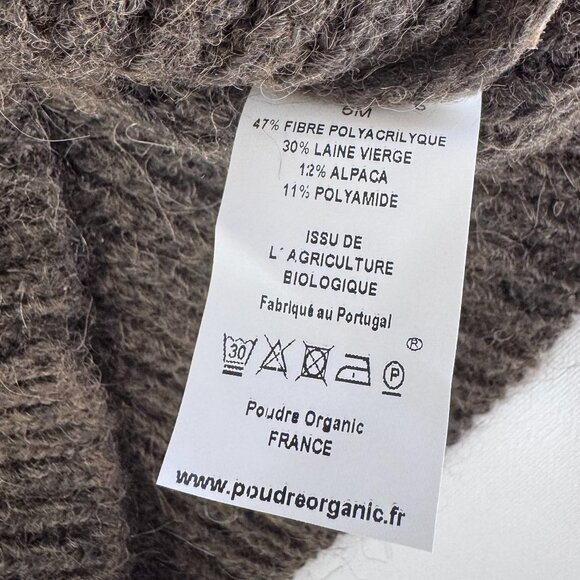 6M
47% FIBRE POLYACRILYQUE
30% LAINE VIERGE
12% ALPACA
11% POLYAMIDE
ISSU DE
L´AGRICULTURE
BIOLOGIQUE
Fabriqué au Portugal
30 P ®
Poudre Organic
FRANCE
www.poudreorganic.fr